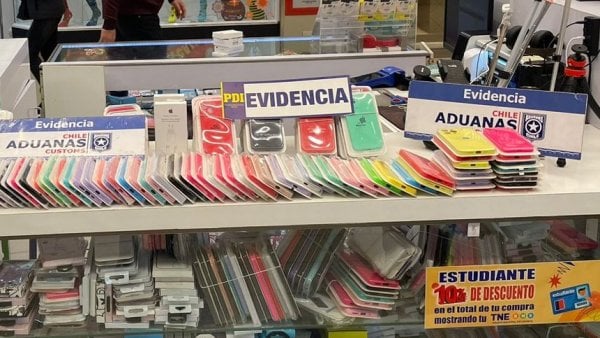 PDI EVIDENCIA
Evidencia
CHILE
ADUANAS
CUSTOMS
Evidencia
CHILE
ADUANAS
ESTUDIANTE
10% DE DESCUENTO
en el total de tu compra
mostrando tu TNE